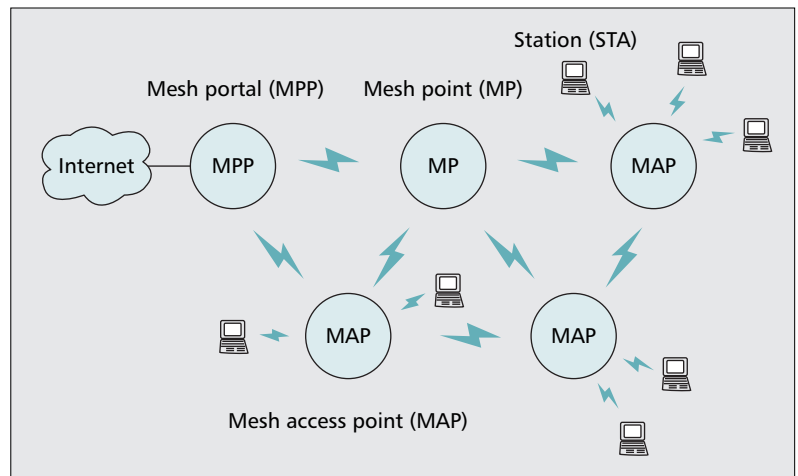 Station (STA)
Mesh portal (MPP)
Mesh point (MP)
Internet
MPP
MP
MAP
MAP
MAP
Mesh access point (MAP)